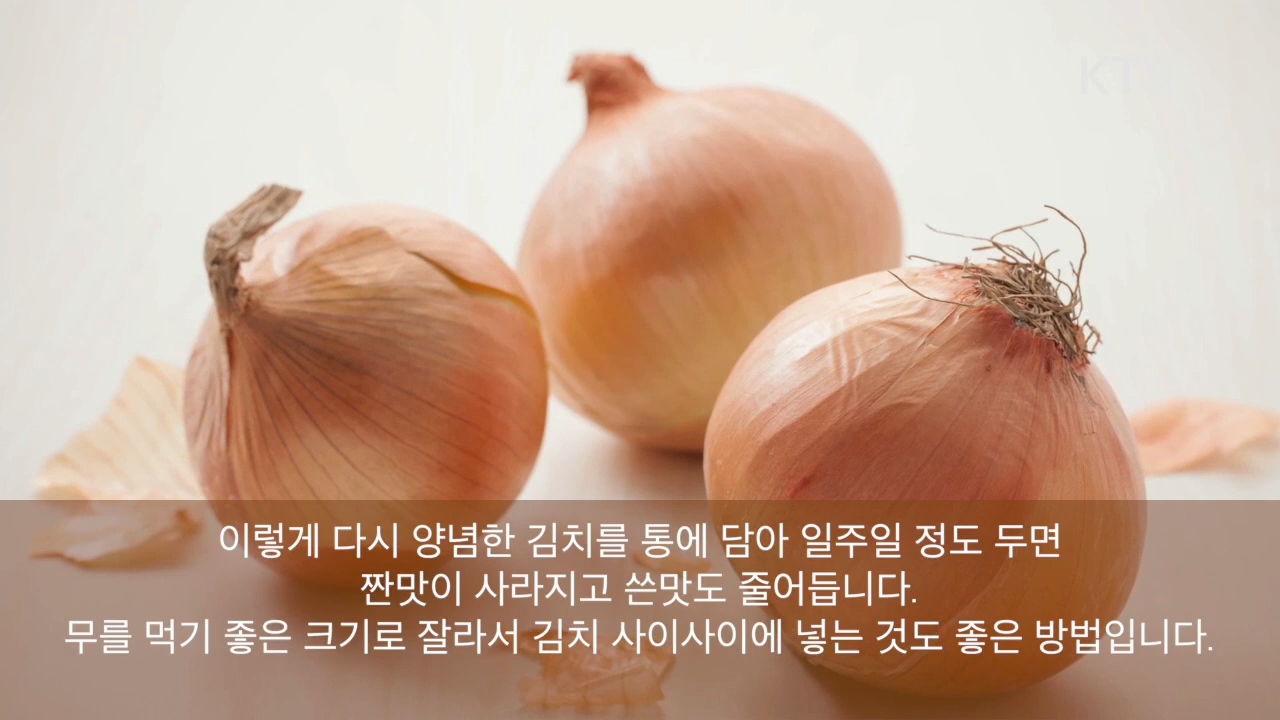 이렇게 다시 양념한 김치를 통에 담아 일주일 정도 두면
짠맛이 사라지고 쓴맛도 줄어듭니다.
무를 먹기 좋은 크기로 잘라서 김치 사이사이에 넣는 것도 좋은 방법입니다.